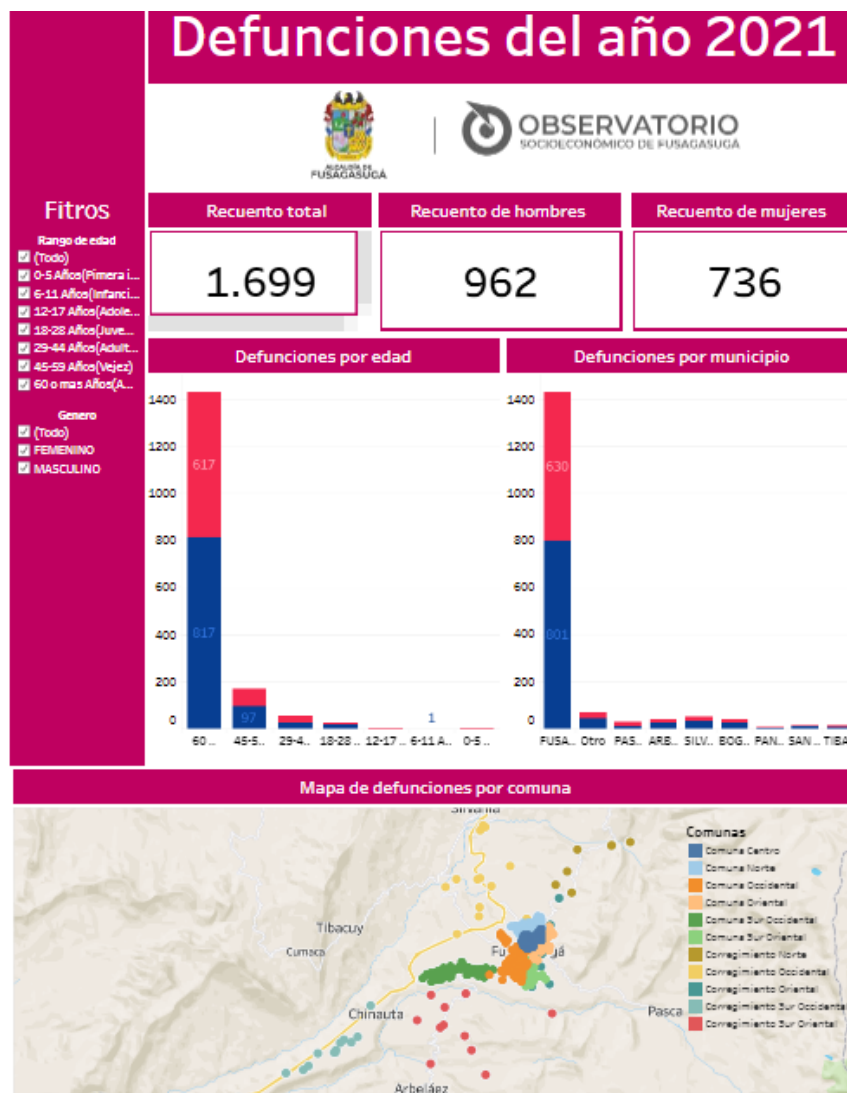 Defunciones del año 2021
ALCALDÍA DE
FUSAGASUGÁ
OBSERVATORIO
SOCIOECONÓMICO DE FUSAGASUGÁ
Fitros
Rango de edad
(Todo)
0-5 Años(Pimera i...
6-11 Años(Infanci...
12-17 Años(Adole...
18-28 Años(Juve...
29-44 Años(Adult...
45-59 Años(Vejez)
60 o mas Años(A...
Genero
(Todo)
FEMENINO
MASCULINO
Recuento total
Recuento de hombres
Recuento de mujeres
1.699
962
736
Defunciones por edad
1400
1200
1000
800
600
400
200
0
617
817
97
1
60 ..
45-5..
29-4..
18-28 ..
12-17 ..
6-11 A..
0-5 ..
Defunciones por municipio
1400
1200
1000
800
600
400
200
0
630
801
FUSA..
Otro
PAS..
ARB..
SILV..
BOG..
PAN..
SAN ..
TIBA
Mapa de defunciones por comuna
Silvania
Tibacuy
Cumaca
Chinauta
Pasca
Arbeláez
Comunas
Comuna Centro
Comuna Norte
Comuna Occidental
Comuna Oriental
Comuna Sur Occidental
Comuna Sur Oriental
Corregimiento Norte
Corregimiento Occidental
Corregimiento Oriental
Corregimiento Sur Occidental
Corregimiento Sur Oriental